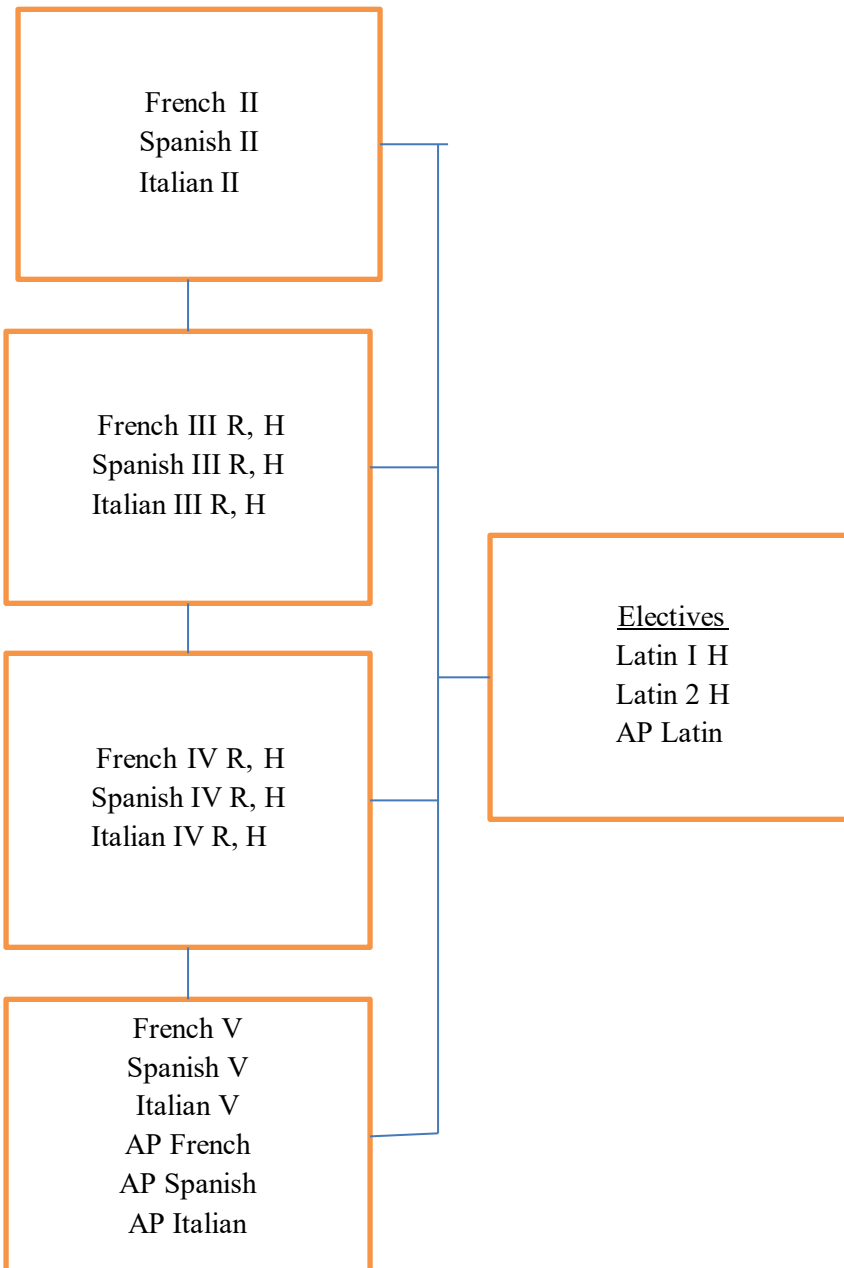 French II
Spanish II
Italian II
French III R, H
Spanish III R, H
Italian III R, H
French IV R, H
Spanish IV R, H
Italian IV R, H
French V
Spanish V
Italian V
AP French
AP Spanish
AP Italian
Electives
Latin I H
Latin 2 H
AP Latin